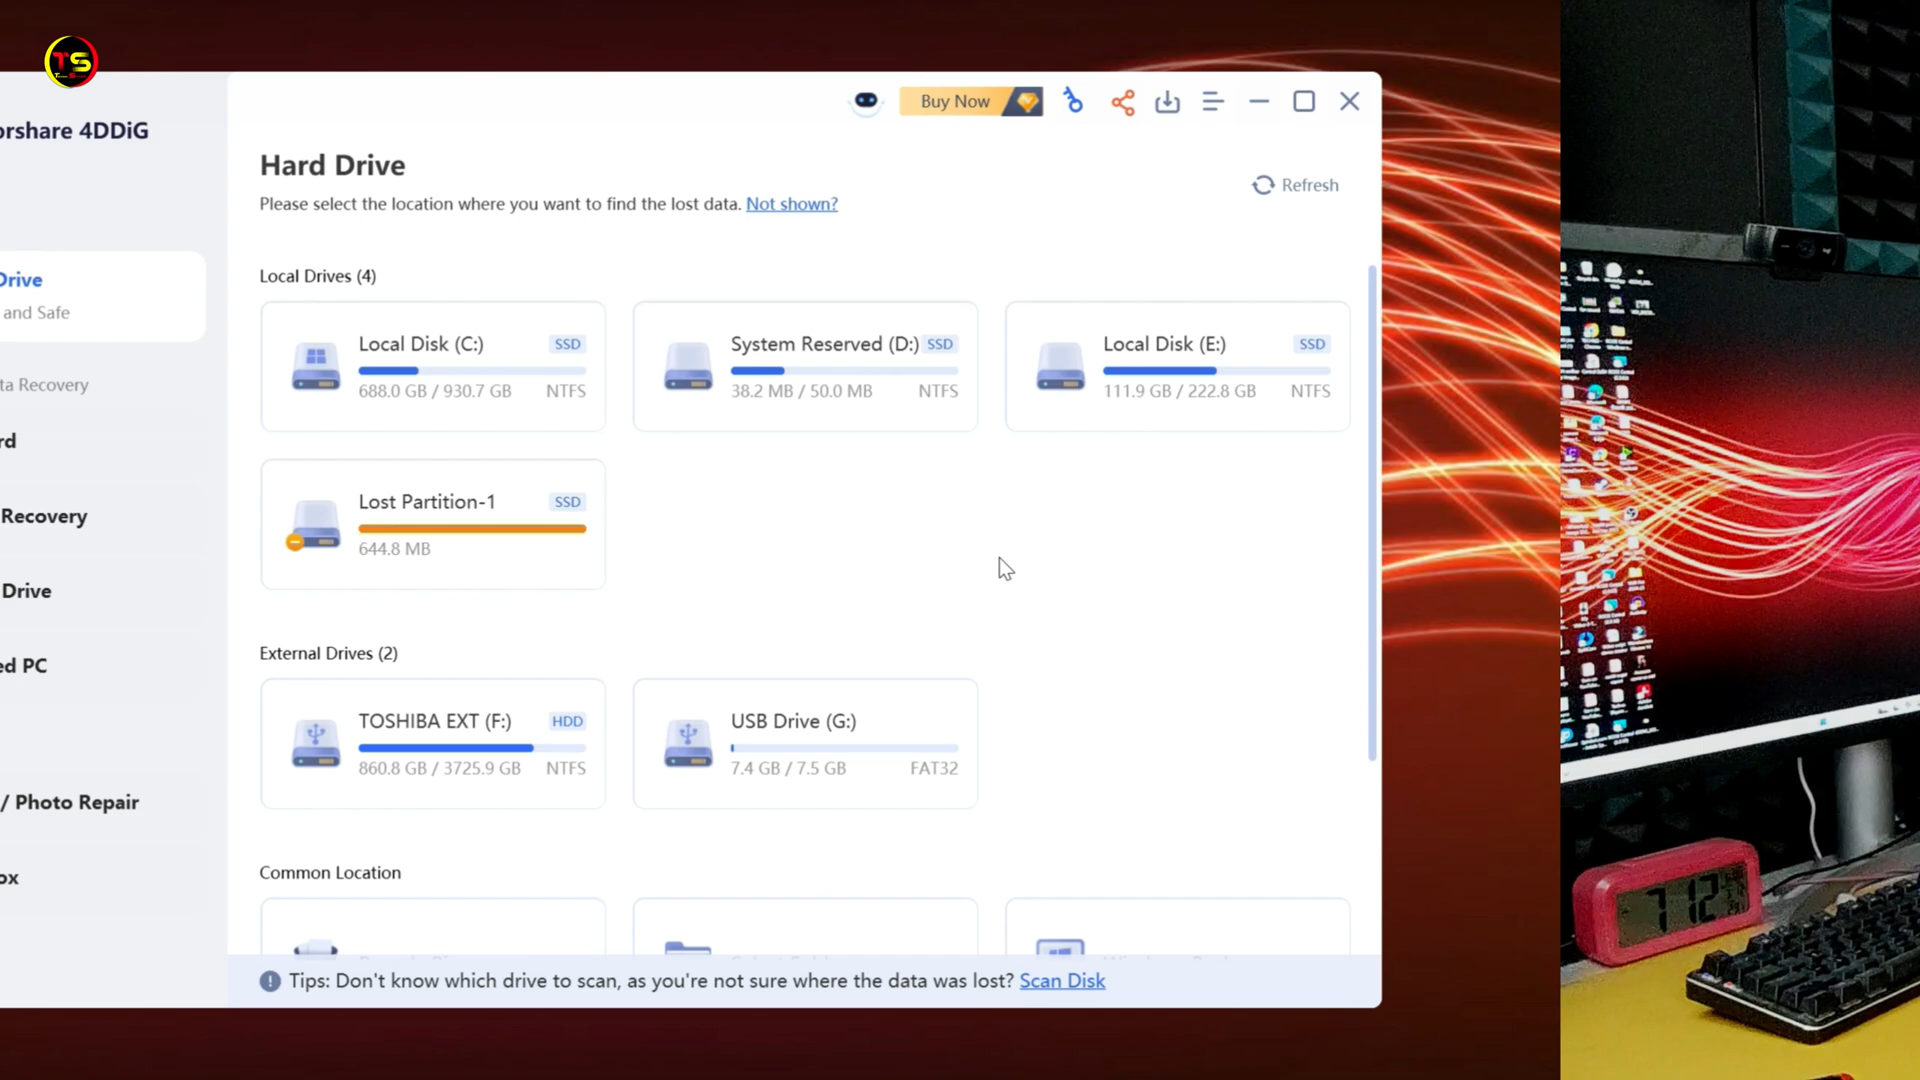 TS
orshare 4DDiG
Buy Now
Hard Drive
Please select the location where you want to find the lost data. Not shown?
Refresh
Drive
and Safe
ta Recovery
rd
Recovery
Drive
ed PC
/ Photo Repair
ox
Local Drives (4)
Local Disk (C:) SSD
688.0 GB / 930.7 GB NTFS
System Reserved (D:) SSD
38.2 MB / 50.0 MB NTFS
Local Disk (E:) SSD
111.9 GB / 222.8 GB NTFS
Lost Partition-1 SSD
644.8 MB
External Drives (2)
TOSHIBA EXT (F:) HDD
860.8 GB / 3725.9 GB NTFS
USB Drive (G:)
7.4 GB / 7.5 GB FAT32
Common Location
Tips: Don't know which drive to scan, as you're not sure where the data was lost? Scan Disk
7 12